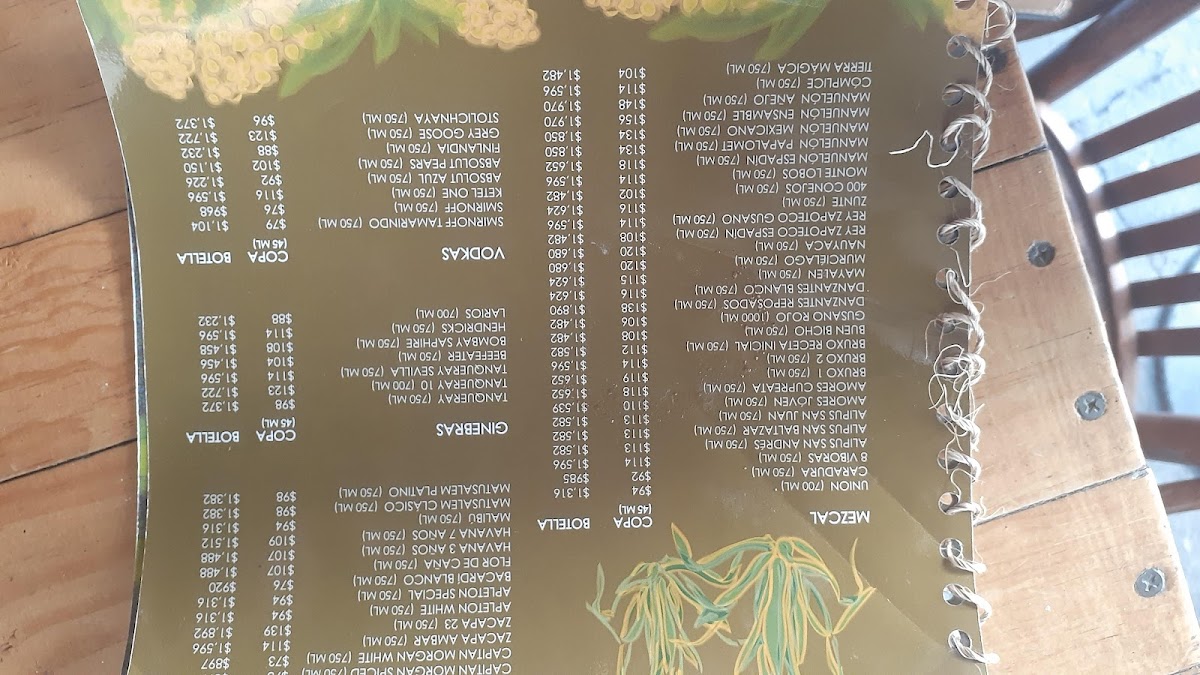 MEZCAL COPA (45 ML) BOTELLA
UNION (700 ML) $94 $1,316
CARADURA (750 ML) $92 $985
8 VIBORAS (750 ML) $114 $1,596
ALIPUS SAN ANDRES (750 ML) $113 $1,582
ALIPUS SAN BALTAZAR (750 ML) $113 $1,582
ALIPUS SAN JUAN (750 ML) $113 $1,582
AMORES JOVEN (750 ML) $110 $1,539
AMORES CUPREATA (750 ML) $118 $1,652
BRUXO 1 (750 ML) $119 $1,652
BRUXO 2 (750 ML) $114 $1,596
BRUXO RECETA INICIAL (750 ML) $112 $1,582
BUEN BICHO (750 ML) $108 $1,482
GUSANO ROJO (1000 ML) $106 $1,482
DANZANTES REPOSADOS (750 ML) $138 $1,890
DANZANTES BLANCO (750 ML) $116 $1,624
MAYALEN (750 ML) $115 $1,624
MURCIÉLAGO (750 ML) $120 $1,680
NAUYACA (750 ML) $120 $1,680
REY ZAPOTECO ESPADÍN (750 ML) $108 $1,482
REY ZAPOTECO GUSANO (750 ML) $114 $1,596
ZUNTE (750 ML) $116 $1,624
400 CONEJOS (750 ML) $102 $1,482
MONTE LOBOS (750 ML) $114 $1,596
MANUELÓN ESPADÍN (750 ML) $118 $1,652
MANUELÓN PAPALOMET (750 ML) $134 $1,850
MANUELÓN MEXICANO (750 ML) $134 $1,850
MANUELÓN ENSAMBLE (750 ML) $156 $1,970
MANUELÓN AÑEJO (750 ML) $148 $1,970
CÓMPLICE (750 ML) $114 $1,596
TIERRA MÁGICA (750 ML) $104 $1,482
CAPITAN MORGAN SPICED (750 ML)
CAPITAN MORGAN WHITE (750 ML) $73 $897
ZACAPA AMBAR (750 ML) $114 $1,596
ZACAPA 23 (750 ML) $139 $1,892
APLETON WHITE (750 ML) $94 $1,316
APLETON SPECIAL (750 ML) $94 $1,316
BACARDÍ BLANCO (750 ML) $76 $920
FLOR DE CAÑA (750 ML) $107 $1,488
HAVANA 3 AÑOS (750 ML) $107 $1,488
HAVANA 7 AÑOS (750 ML) $109 $1,512
MALIBÚ (750 ML) $94 $1,316
MATUSALEM CLASICO (750 ML) $98 $1,382
MATUSALEM PLATINO (750 ML) $98 $1,382
GINEBRAS COPA (45 ML) BOTELLA
TANQUERAY (750 ML) $98 $1,372
TANQUERAY 10 (700 ML) $123 $1,722
TANQUERAY SEVILLA (750 ML) $114 $1,596
BEEFEATER (750 ML) $104 $1,456
BOMBAY SAPHIRE (750 ML) $108 $1,458
HENDRICKS (750 ML) $114 $1,596
LARIOS (700 ML) $88 $1,232
VODKAS COPA (45 ML) BOTELLA
SMIRNOFF TAMARINDO (750 ML) $79 $1,104
SMIRNOFF (750 ML) $76 $968
KETEL ONE (750 ML) $116 $1,596
ABSOLUT AZUL (750 ML) $92 $1,226
ABSOLUT PEARS (750 ML) $102 $1,150
FINLANDIA (750 ML) $88 $1,232
GREY GOOSE (750 ML) $123 $1,722
STOLICHNAYA (750 ML) $96 $1,372